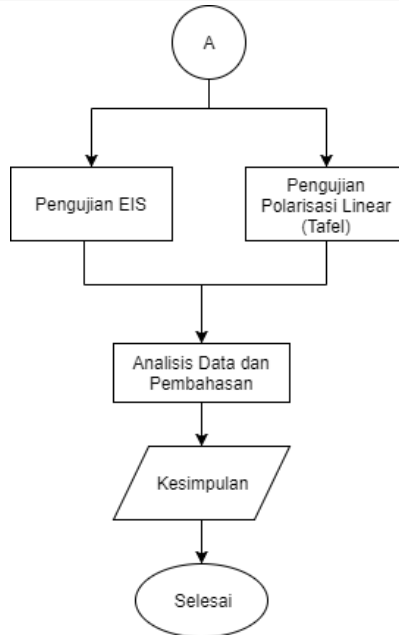 A
Pengujian EIS
Pengujian
Polarisasi Linear
(Tafel)
Analisis Data dan
Pembahasan
Kesimpulan
Selesai